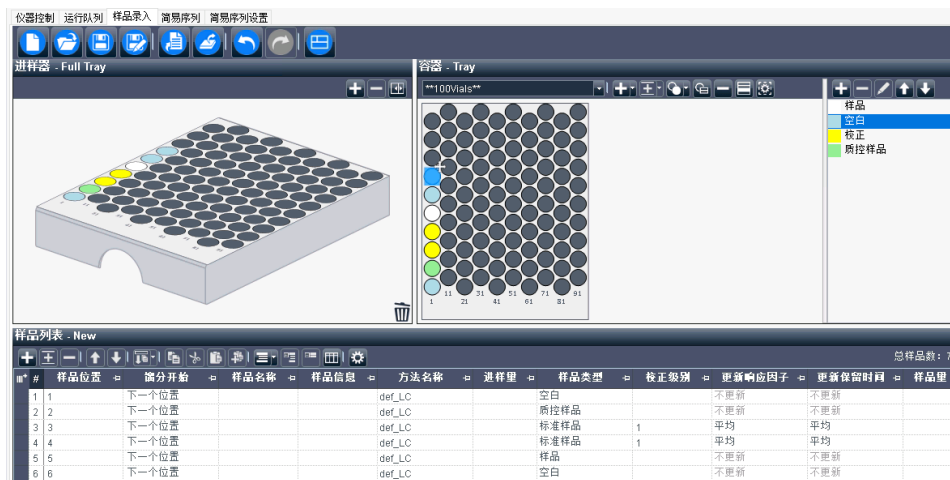 仪器控制 运行队列 样品录入 简易序列 简易序列设置
进样器 - Full Tray
容器 - Tray
**100Vials**
样品
空白
校正
质控样品
1 11 21 31 41 51 61 71 81 91
样品列表 - New
总样品数:
# 样品位置 馏分开始 样品名称 样品信息 方法名称 进样量 样品类型 校正级别 更新响应因子 更新保留时间 样品量
1 1 下一个位置 def_LC 空白 不更新 不更新
2 2 下一个位置 def_LC 质控样品 不更新 不更新
3 3 下一个位置 def_LC 标准样品 1 平均 平均
4 4 下一个位置 def_LC 标准样品 1 平均 平均
5 5 下一个位置 def_LC 样品 不更新 不更新
6 6 下一个位置 def_LC 空白 不更新 不更新